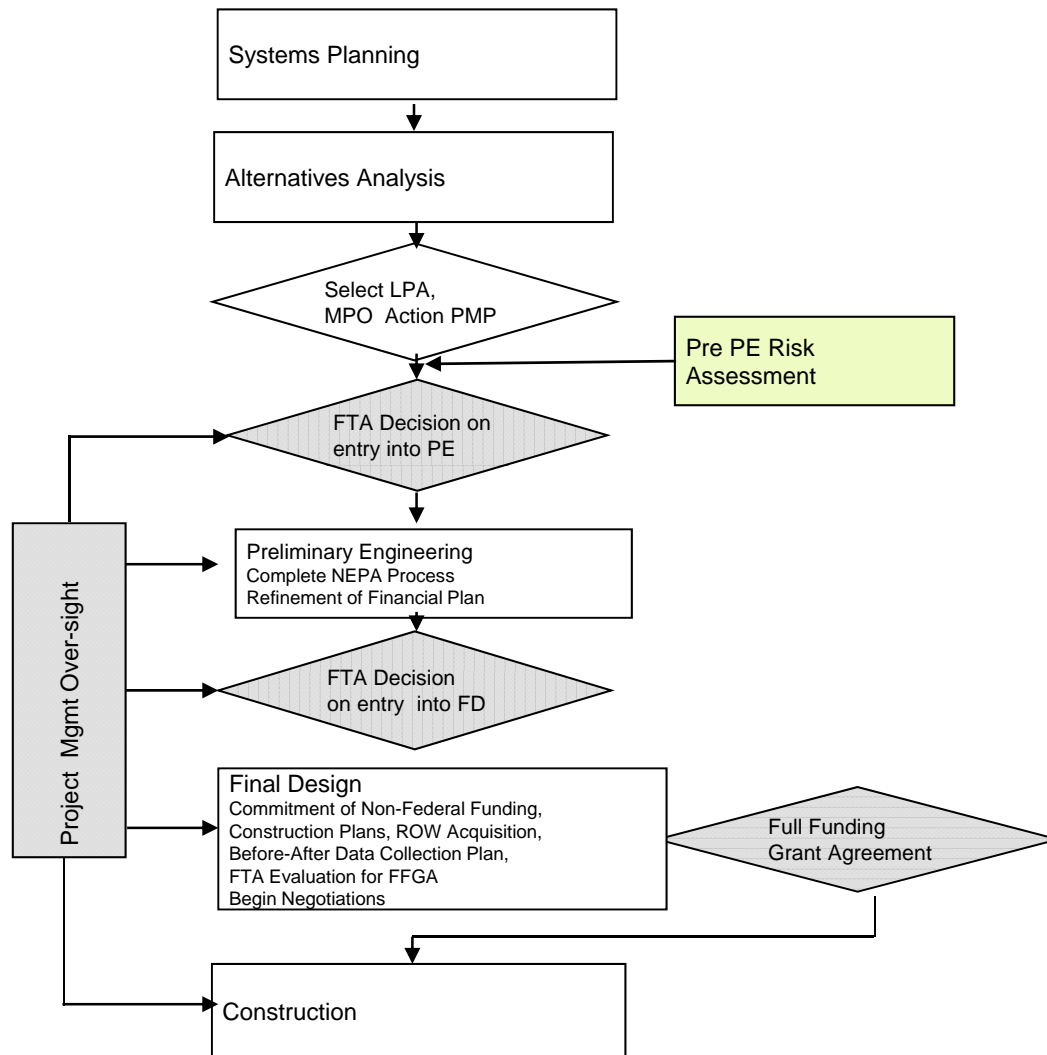 Systems Planning
Alternatives Analysis
Select LPA,
MPO Action PMP
Pre PE Risk
Assessment
FTA Decision on
entry into PE
Project Mgmt Over-sight
Preliminary Engineering
Complete NEPA Process
Refinement of Financial Plan
FTA Decision
on entry into FD
Final Design
Commitment of Non-Federal Funding,
Construction Plans, ROW Acquisition,
Before-After Data Collection Plan,
FTA Evaluation for FFGA
Begin Negotiations
Full Funding
Grant Agreement
Construction